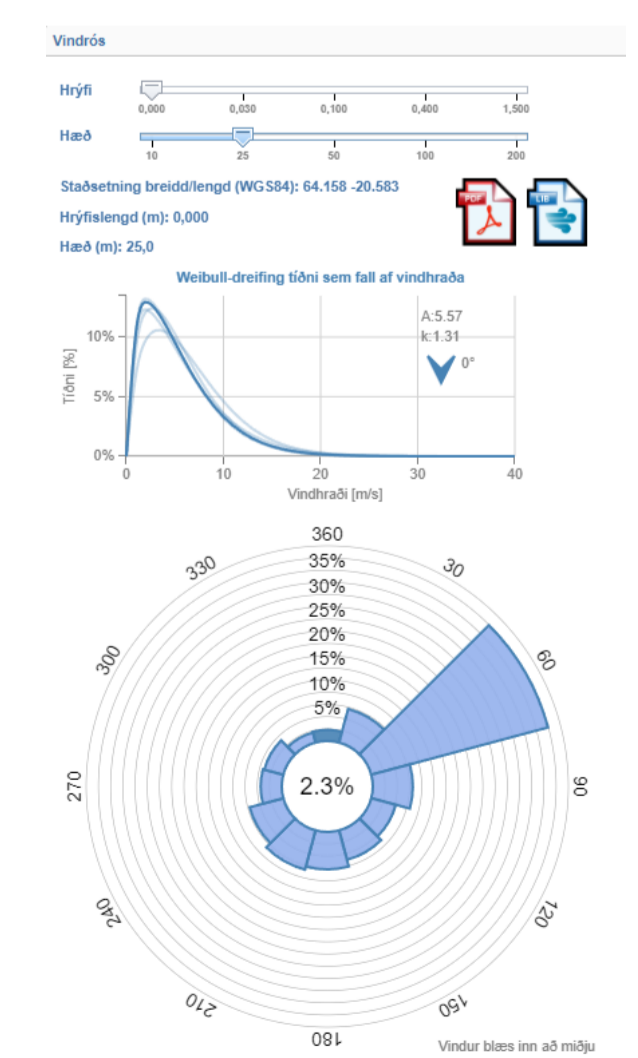 Vindrós
Hrýfi
0,000 0,030 0,100 0,400 1,500
Hæð
10 25 50 100 200
Staðsetning breidd/lengd (WGS84): 64.158 -20.583
Hrýfislengd (m): 0,000
Hæð (m): 25,0
PDF LIB
Weibull-dreifing tíðni sem fall af vindhraða
A:5.57
k:1.31
0°
Tíðni [%]
10%
5%
0%
0 10 20 30 40
Vindhraði [m/s]
360
35%
30%
25%
20%
15%
10%
5%
2.3%
30
60
90
120
150
180
210
240
270
300
330
Vindur blæs inn að miðju